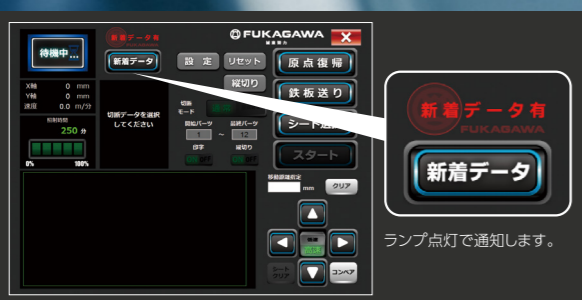 新着データ有
FUKAGAWA
待機中...
新着データ
設 定
リセット
原点復帰
縦切り
鉄板送り
X軸 0 mm
Y軸 0 mm
速度 0.0 m/分
切断データを選択
してください
切断
モード
開始パーツ
最終パーツ
1 ～ 12
照射時間
250 分
0% 100%
印字
縦切り
OFF
OFF
スタート
移動距離指定
mm
クリア
シート
クリア
コンベア
新着データ有
FUKAGAWA
新着データ
ランプ点灯で通知します。